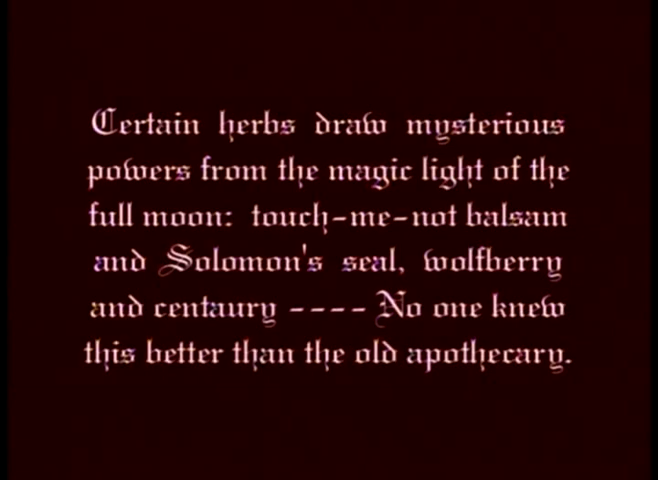 Certain herbs draw mysterious
powers from the magic light of the
full moon: touch-me-not balsam
and Solomon's seal, wolfberry
and centaury ---- No one knew
this better than the old apothecary.